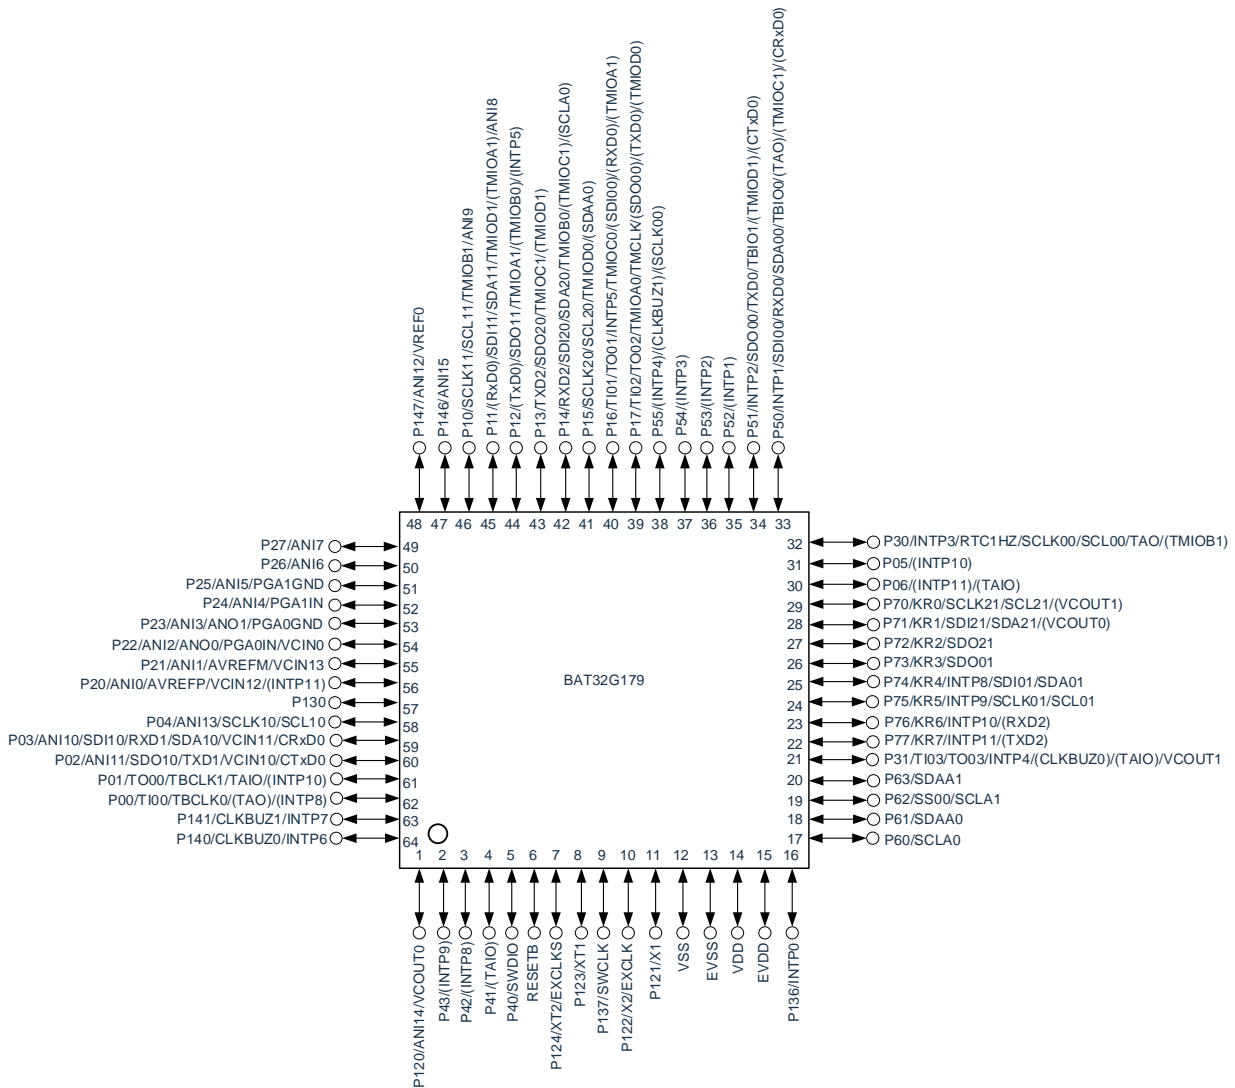 P147/ANI12/VREF0
P146/ANI15
P10/SCLK11/SCL11/TMIOB1/ANI9
P11/(RxD0)/SDI11/SDA11/TMIOD1/(TMIOA1)/ANI8
P12/(TxD0)/SDO11/TMIOA1/(TMIOB0)/(INTP5)
P13/TXD2/SDO20/TMIOC1/(TMIOD1)
P14/RXD2/SDI20/SDA20/TMIOB0/(TMIOC1)/(SCLA0)
P15/SCLK20/SCL20/TMIOD0/(SDAA0)
P16/TI01/TO01/INTP5/TMIOC0/(SDI00)/(RXD0)/(TMIOA1)
P17/TI02/TO02/TMIOA0/TMCLK/(SDO00)/(TXD0)/(TMIOD0)
P55/(INTP4)/(CLKBUZ1)/(SCLK00)
P54/(INTP3)
P53/(INTP2)
P52/(INTP1)
P51/INTP2/SDO00/TXD0/TBIO1/(TMIOD1)/(CTxD0)
P50/INTP1/SDI00/RXD0/SDA00/TBIO0/(TAO)/(TMIOC1)/(CRxD0)
48 47 46 45 44 43 42 41 40 39 38 37 36 35 34 33
P27/ANI7 49
P26/ANI6 50
P25/ANI5/PGA1GND 51
P24/ANI4/PGA1IN 52
P23/ANI3/ANO1/PGA0GND 53
P22/ANI2/ANO0/PGA0IN/VCIN0 54
P21/ANI1/AVREFM/VCIN13 55
P20/ANI0/AVREFP/VCIN12/(INTP11) 56
P130 57
P04/ANI13/SCLK10/SCL10 58
P03/ANI10/SDI10/RXD1/SDA10/VCIN11/CRxD0 59
P02/ANI11/SDO10/TXD1/VCIN10/CTxD0 60
P01/TO00/TBCLK1/TAIO/(INTP10) 61
P00/TI00/TBCLK0/(TAO)/(INTP8) 62
P141/CLKBUZ1/INTP7 63
P140/CLKBUZ0/INTP6 64
BAT32G179
32 P30/INTP3/RTC1HZ/SCLK00/SCL00/TAO/(TMIOB1)
31 P05/(INTP10)
30 P06/(INTP11)/(TAIO)
29 P70/KR0/SCLK21/SCL21/(VCOUT1)
28 P71/KR1/SDI21/SDA21/(VCOUT0)
27 P72/KR2/SDO21
26 P73/KR3/SDO01
25 P74/KR4/INTP8/SDI01/SDA01
24 P75/KR5/INTP9/SCLK01/SCL01
23 P76/KR6/INTP10/(RXD2)
22 P77/KR7/INTP11/(TXD2)
21 P31/TI03/TO03/INTP4/(CLKBUZ0)/(TAIO)/VCOUT1
20 P63/SDAA1
19 P62/SS00/SCLA1
18 P61/SDAA0
17 P60/SCLA0
1 2 3 4 5 6 7 8 9 10 11 12 13 14 15 16
P120/ANI14/VCOUT0
P43/(INTP9)
P42/(INTP8)
P41/(TAIO)
P40/SWDIO
RESETB
P124/XT2/EXCLKS
P123/XT1
P137/SWCLK
P122/X2/EXCLK
P121/X1
VSS
EVSS
VDD
EVDD
P136/INTP0